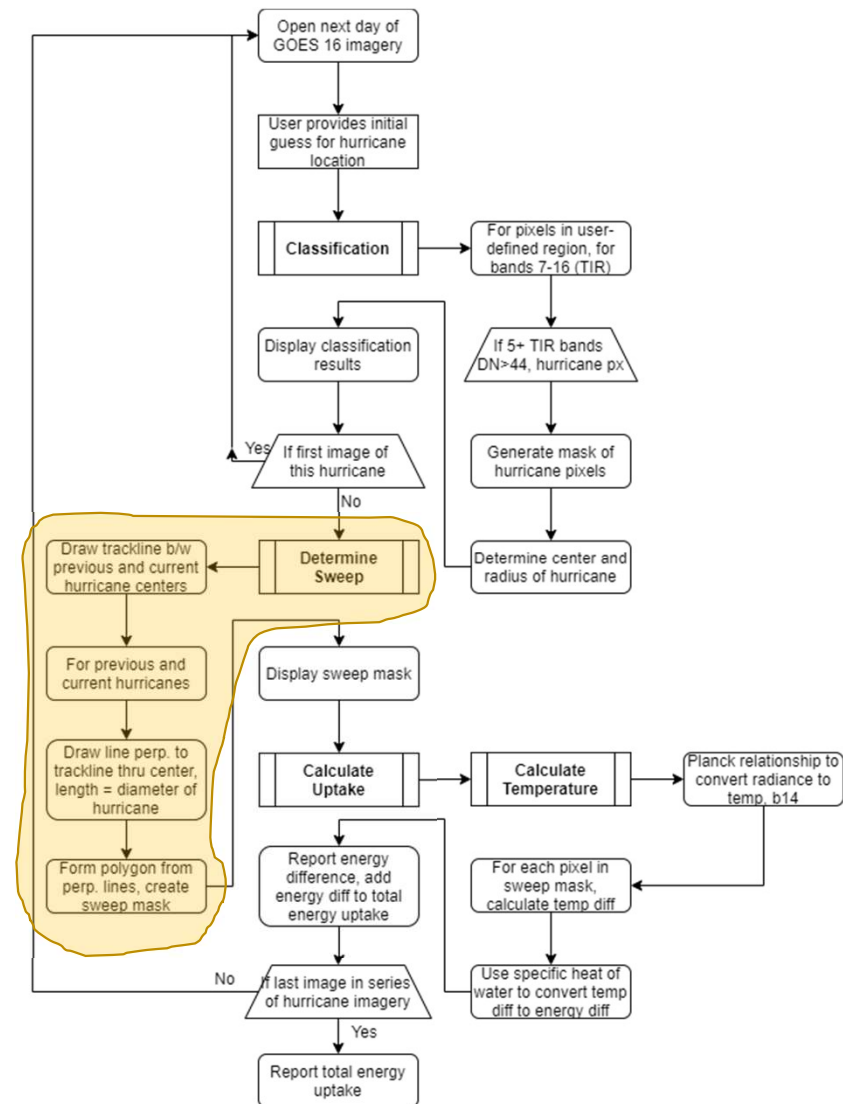 Open next day of
GOES 16 imagery
User provides initial
guess for hurricane
location
Classification
For pixels in user-
defined region, for
bands 7-16 (TIR)
If 5+ TIR bands
DN>44, hurricane px
Generate mask of
hurricane pixels
Determine center and
radius of hurricane
Display classification
results
If first image of
this hurricane
Yes
No
Determine
Sweep
Draw trackline b/w
previous and current
hurricane centers
For previous and
current hurricanes
Draw line perp. to
trackline thru center,
length = diameter of
hurricane
Form polygon from
perp. lines, create
sweep mask
Display sweep mask
Calculate
Uptake
Calculate
Temperature
Planck relationship to
convert radiance to
temp, b14
For each pixel in
sweep mask,
calculate temp diff
Use specific heat of
water to convert temp
diff to energy diff
Report energy
difference, add
energy diff to total
energy uptake
If last image in series
of hurricane imagery
No
Yes
Report total energy
uptake